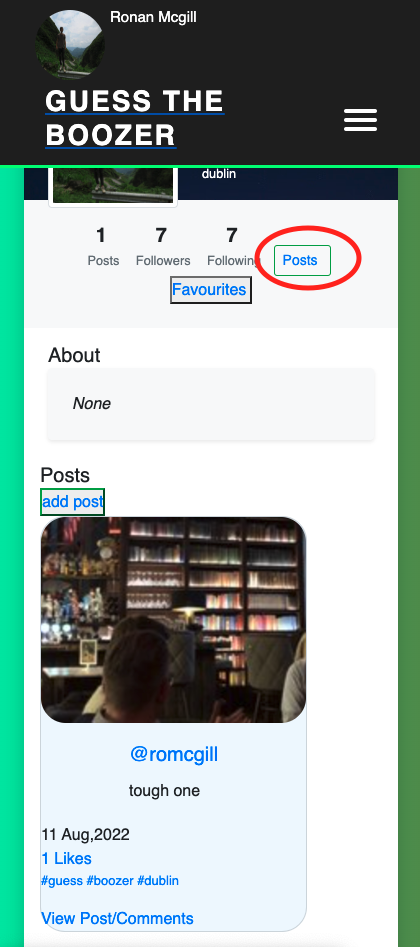 Ronan Mcgill
GUESS THE
BOOZER
dublin
1 7 7
Posts Followers Following Posts
Favourites
About
None
Posts
add post
@romcgill
tough one
11 Aug,2022
1 Likes
#guess #boozer #dublin
View Post/Comments